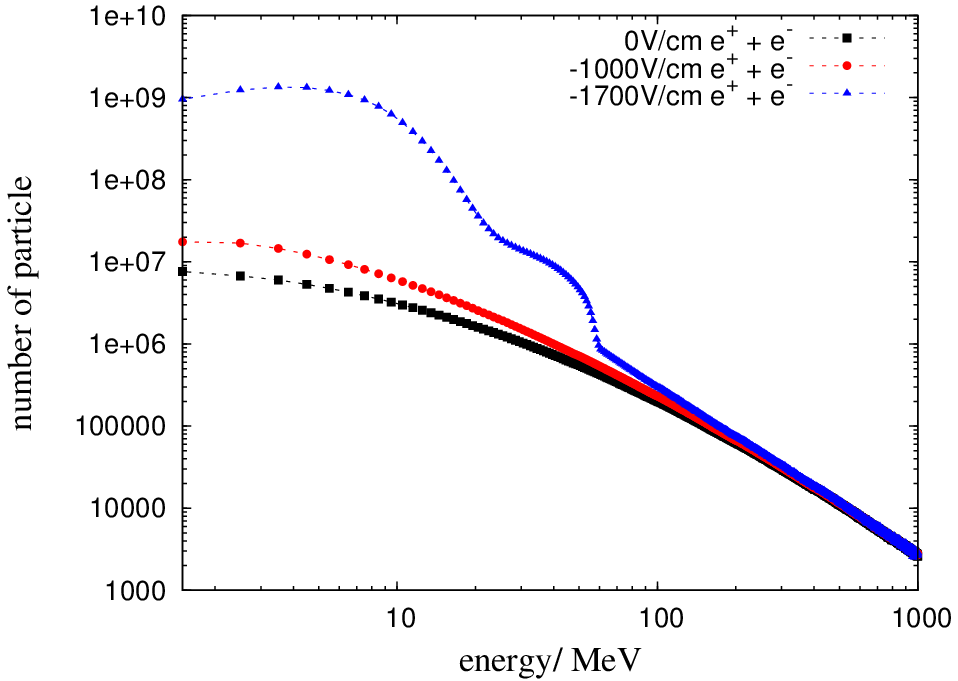 1e+10
1e+09
1e+08
1e+07
1e+06
100000
10000
1000
number of particle
0V/cm e⁺ + e⁻
-1000V/cm e⁺ + e⁻
-1700V/cm e⁺ + e⁻
10 100 1000
energy/ MeV